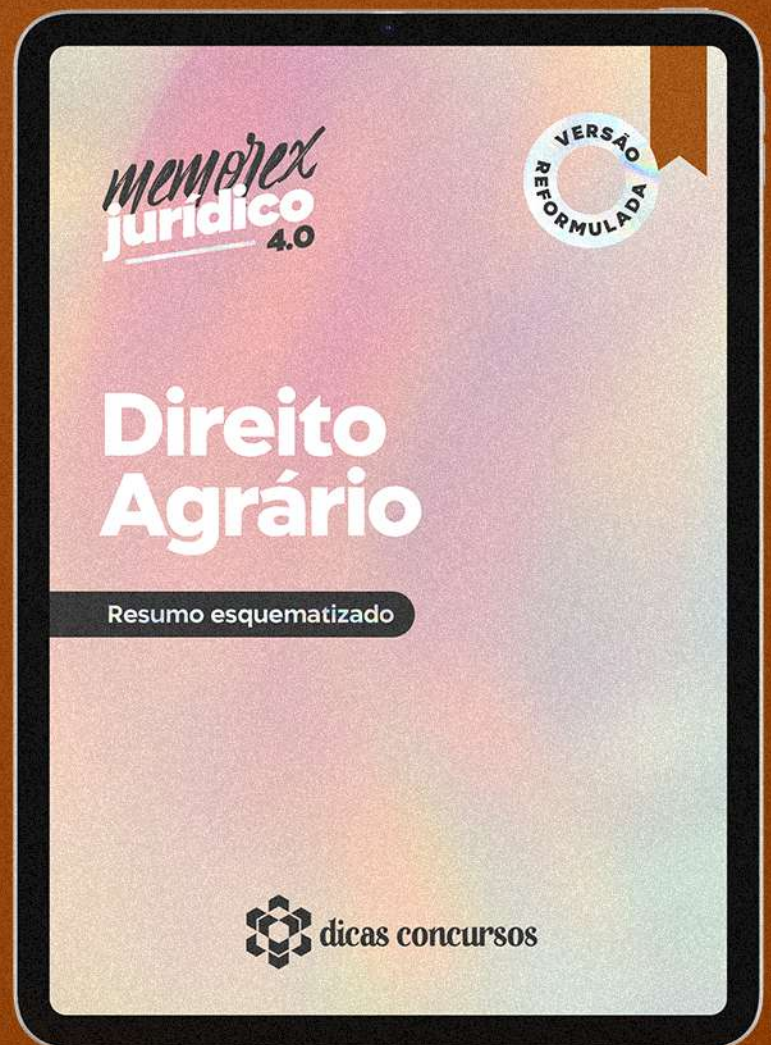 memorex
jurídico
4.0
VERSÃO
REFORMULADA
Direito
Agrário
Resumo esquematizado
dicas concursos